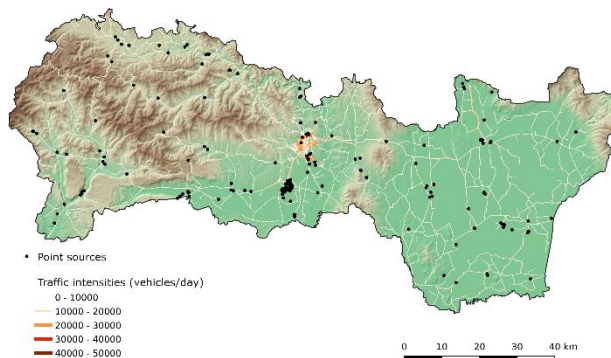 Point sources
Traffic intensities (vehicles/day)
0 - 10000
10000 - 20000
20000 - 30000
30000 - 40000
40000 - 50000
0 10 20 30 40 km